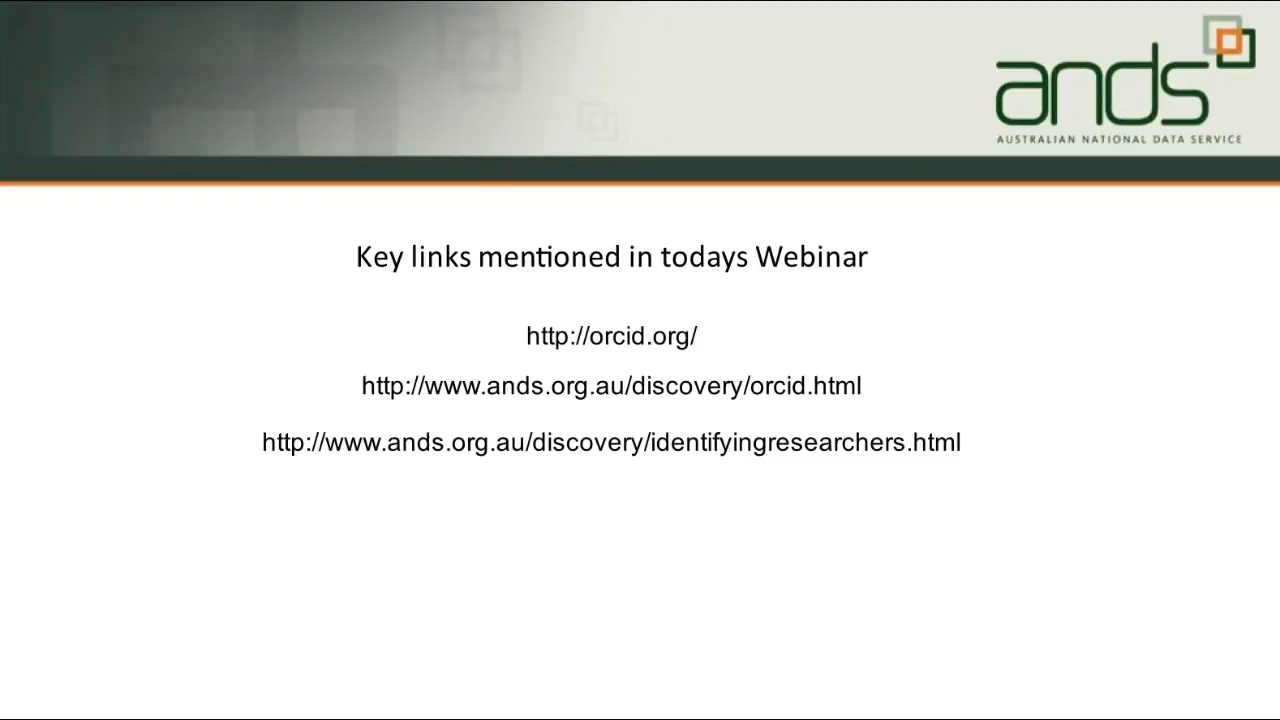 ands
AUSTRALIAN NATIONAL DATA SERVICE
Key links mentioned in todays Webinar
http://orcid.org/
http://www.ands.org.au/discovery/orcid.html
http://www.ands.org.au/discovery/identifyingresearchers.html